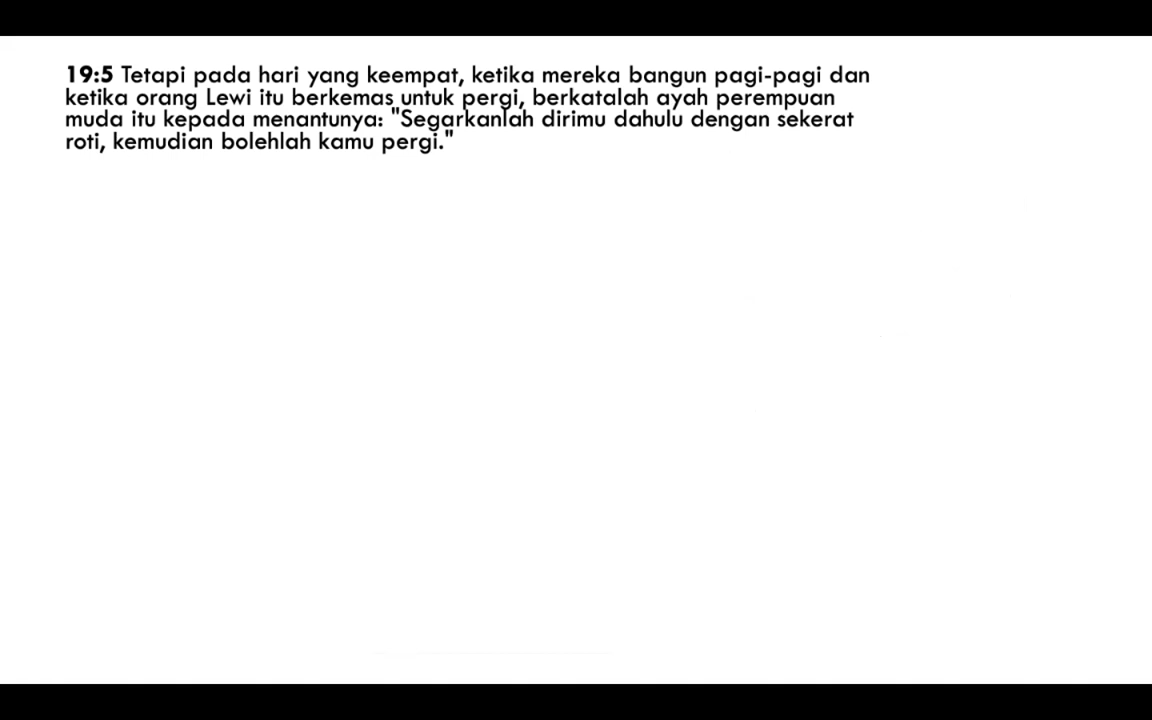 19:5 Tetapi pada hari yang keempat, ketika mereka bangun pagi-pagi dan
ketika orang Lewi itu berkemas untuk pergi, berkatalah ayah perempuan
muda itu kepada menantunya: "Segarkanlah dirimu dahulu dengan sekerat
roti, kemudian bolehlah kamu pergi."